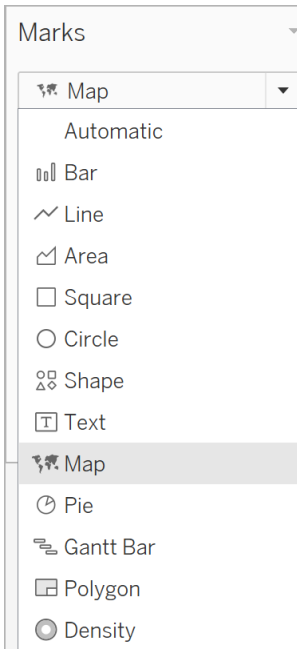 Marks
Map
Automatic
Bar
Line
Area
Square
Circle
Shape
Text
Map
Pie
Gantt Bar
Polygon
Density